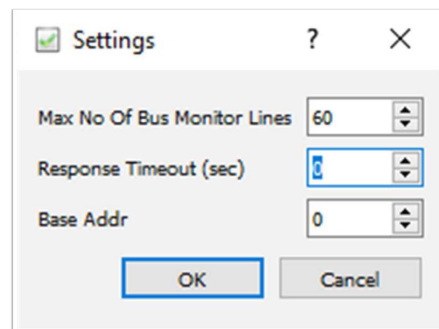 Settings ?
Max No Of Bus Monitor Lines 60
Response Timeout (sec) 0
Base Addr 0
OK Cancel